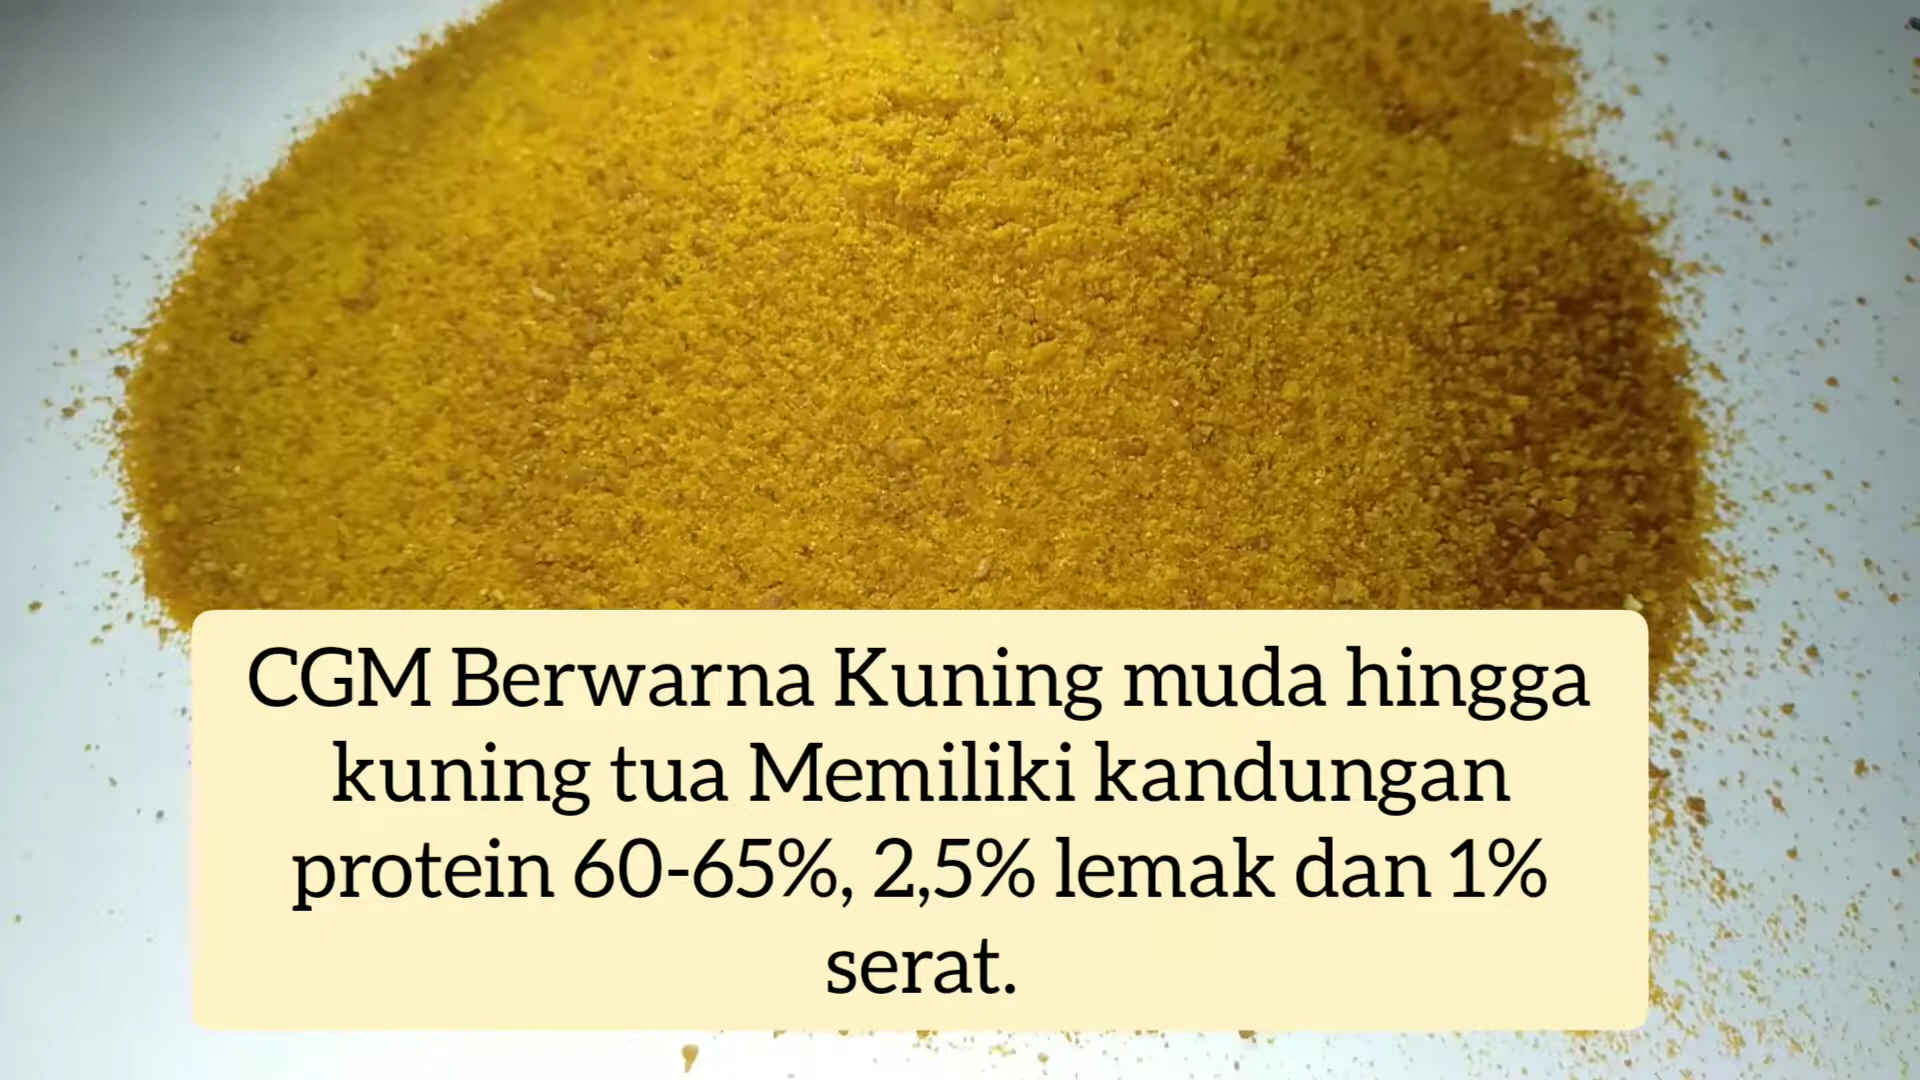 CGM Berwarna Kuning muda hingga
kuning tua Memiliki kandungan
protein 60-65%, 2,5% lemak dan 1%
serat.